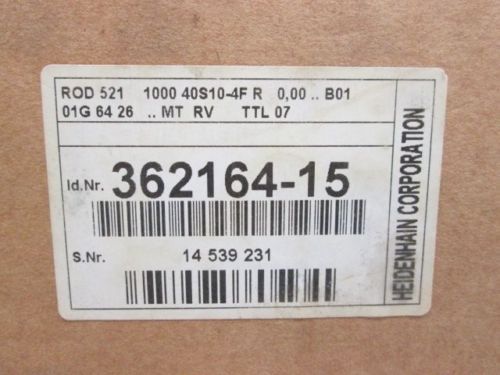 ROD 521 1000 40S10-4F R 0,00 .. B01
01G 64 26 .. MT RV TTL 07
Id.Nr. 362164-15
S.Nr. 14 539 231
HEIDENHAIN CORPORATION